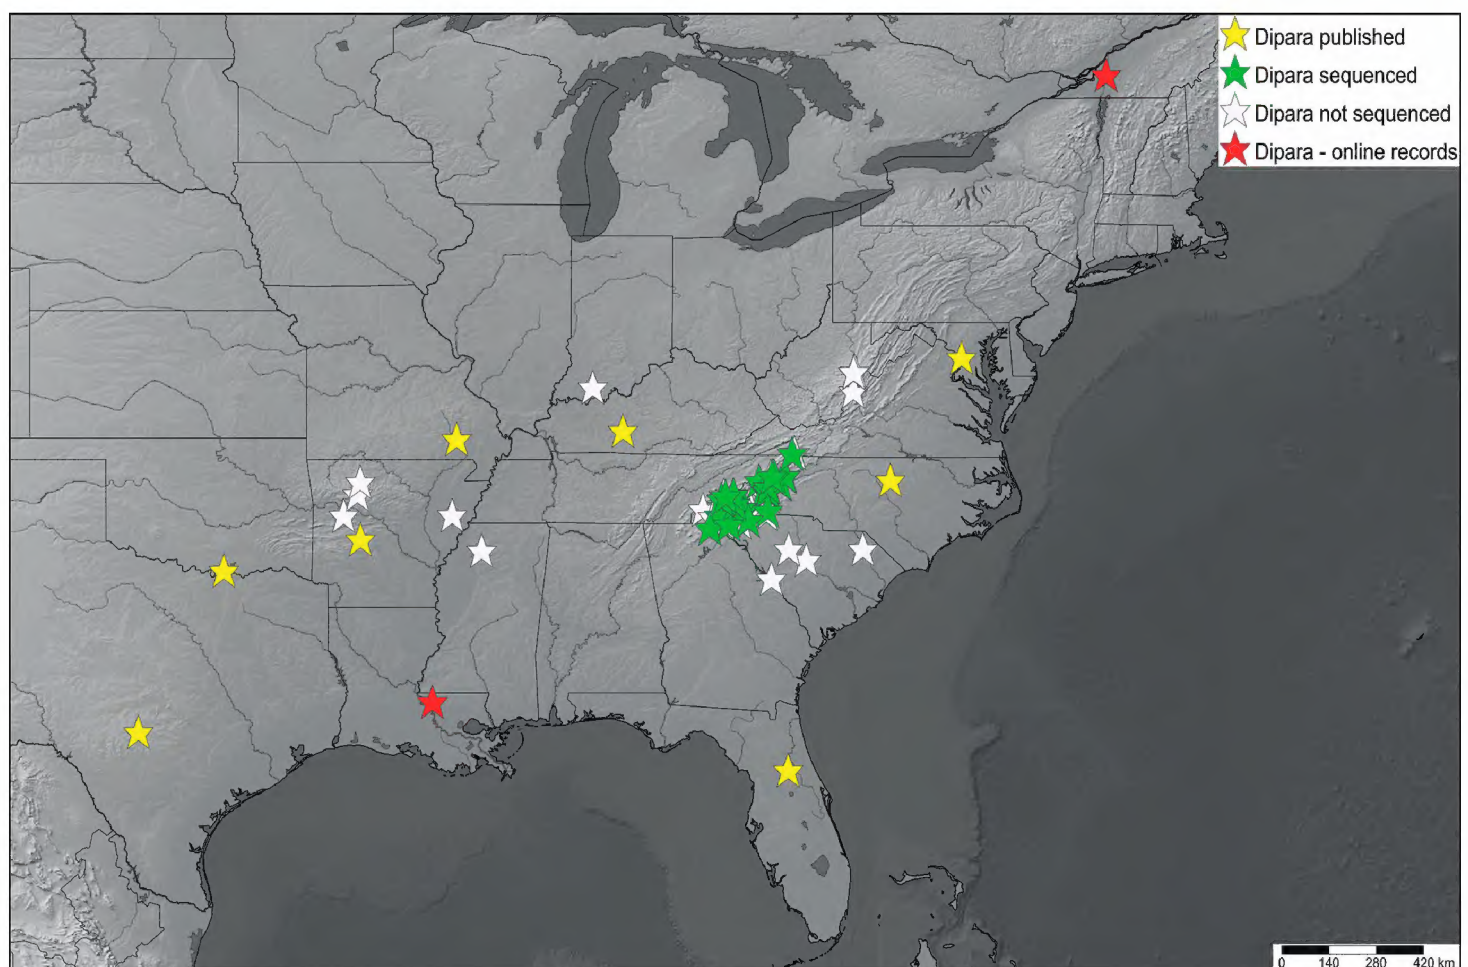 Dipara published
Dipara sequenced
Dipara not sequenced
Dipara - online records
0 140 280 420 km